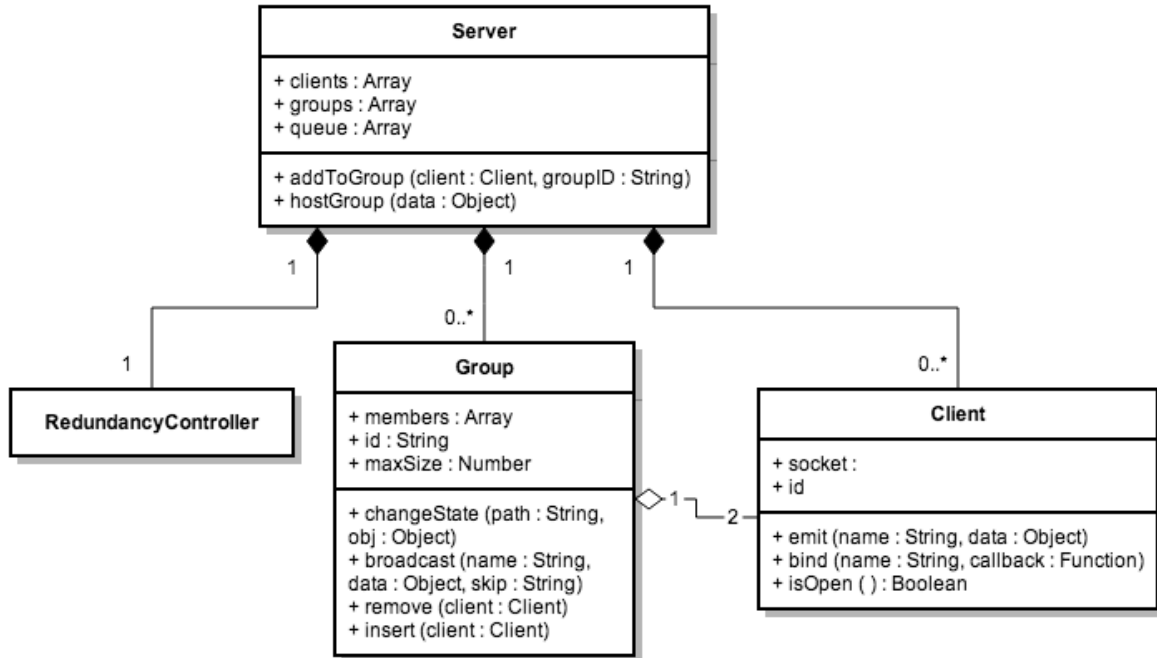 Server
+ clients : Array
+ groups : Array
+ queue : Array
+ addToGroup (client : Client, groupID : String)
+ hostGroup (data : Object)
1
1
1
1
0..*
0..*
RedundancyController
Group
+ members : Array
+ id : String
+ maxSize : Number
+ changeState (path : String,
obj : Object)
+ broadcast (name : String,
data : Object, skip : String)
+ remove (client : Client)
+ insert (client : Client)
1
2
Client
+ socket :
+ id
+ emit (name : String, data : Object)
+ bind (name : String, callback : Function)
+ isOpen ( ) : Boolean